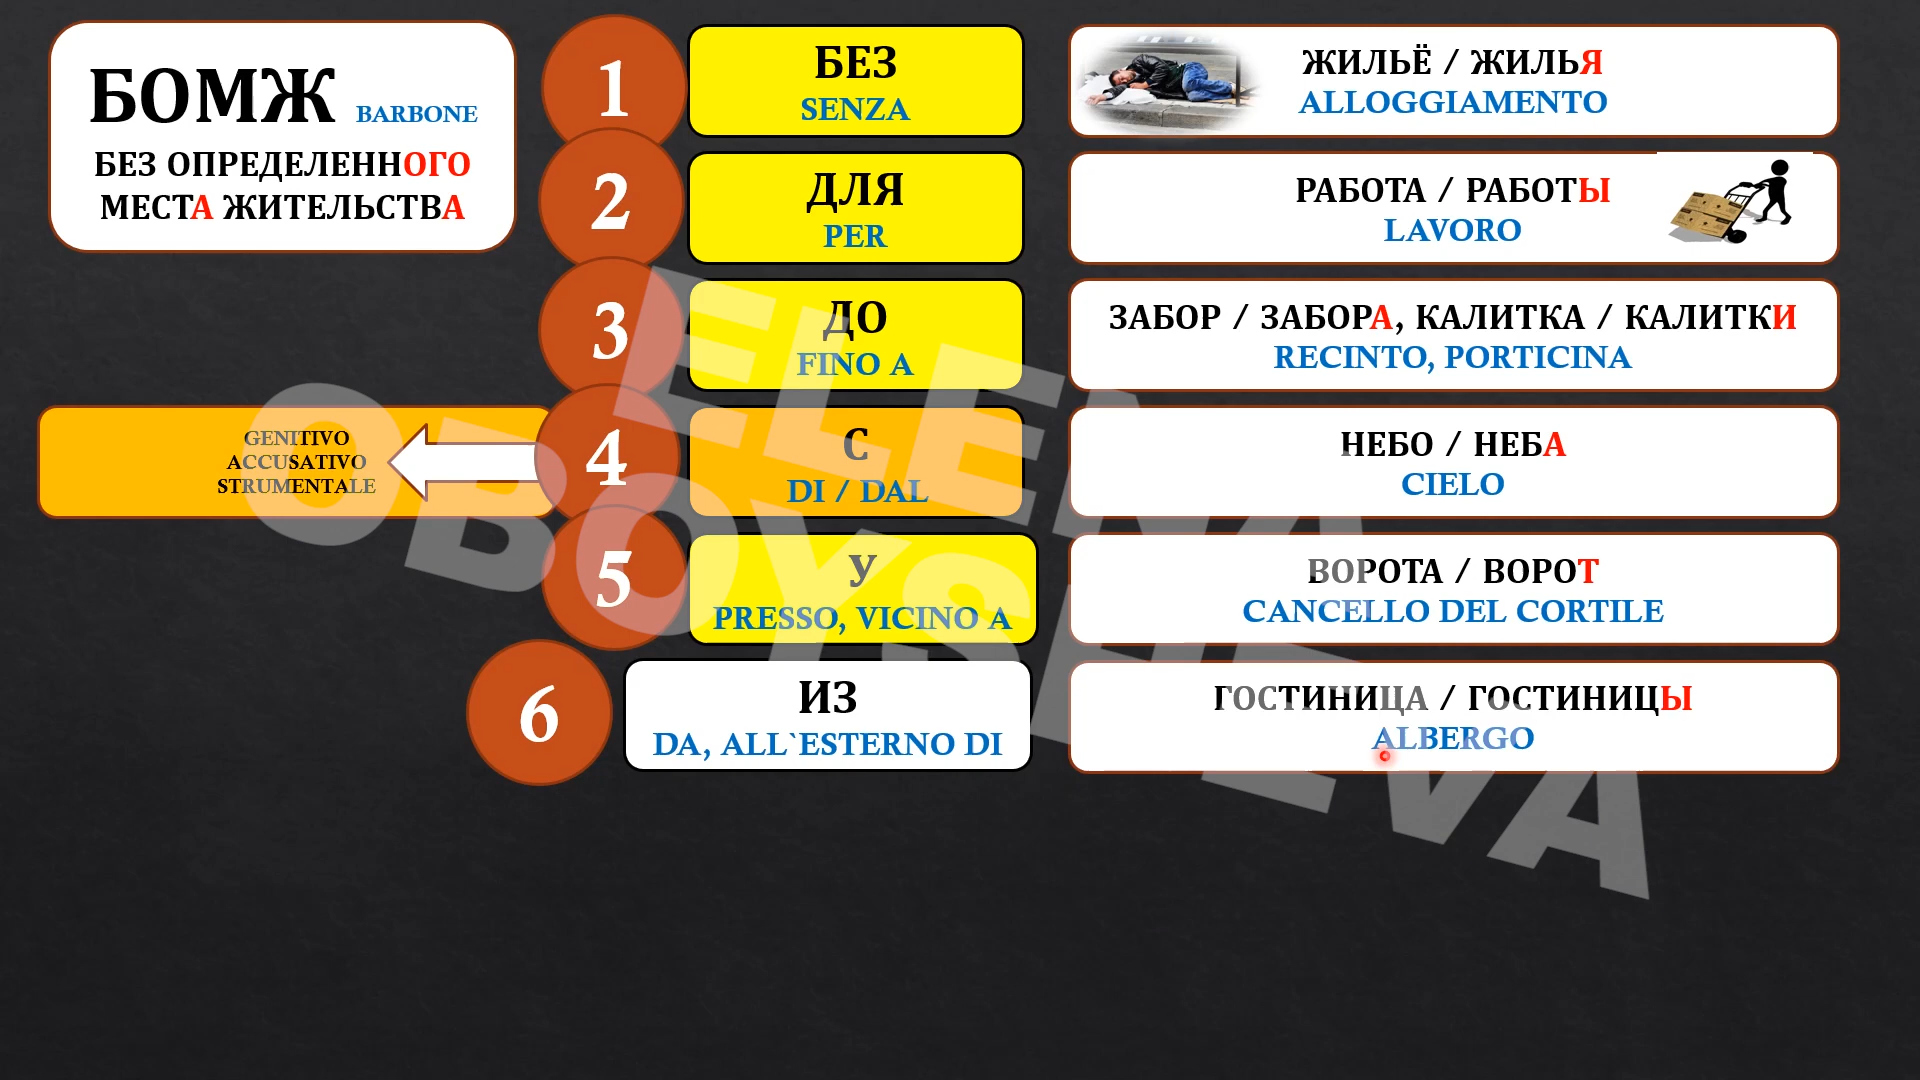 БОМЖ BARBONE
БЕЗ ОПРЕДЕЛЕННОГО
МЕСТА ЖИТЕЛЬСТВА
1
БЕЗ
SENZA
ЖИЛЬЁ / ЖИЛЬЯ
ALLOGGIAMENTO
2
ДЛЯ
PER
РАБОТА / РАБОТЫ
LAVORO
3
ДО
FINO A
ЗАБОР / ЗАБОРА, КАЛИТКА / КАЛИТКИ
RECINTO, PORTICINA
GENITIVO
ACCUSATIVO
STRUMENTALE
4
С
DI / DAL
НЕБО / НЕБА
CIELO
5
У
PRESSO, VICINO A
ВОРОТА / ВОРОТ
CANCELLO DEL CORTILE
6
ИЗ
DA, ALL`ESTERNO DI
ГОСТИНИЦА / ГОСТИНИЦЫ
ALBERGO
ELENA
OBOYSHEVA